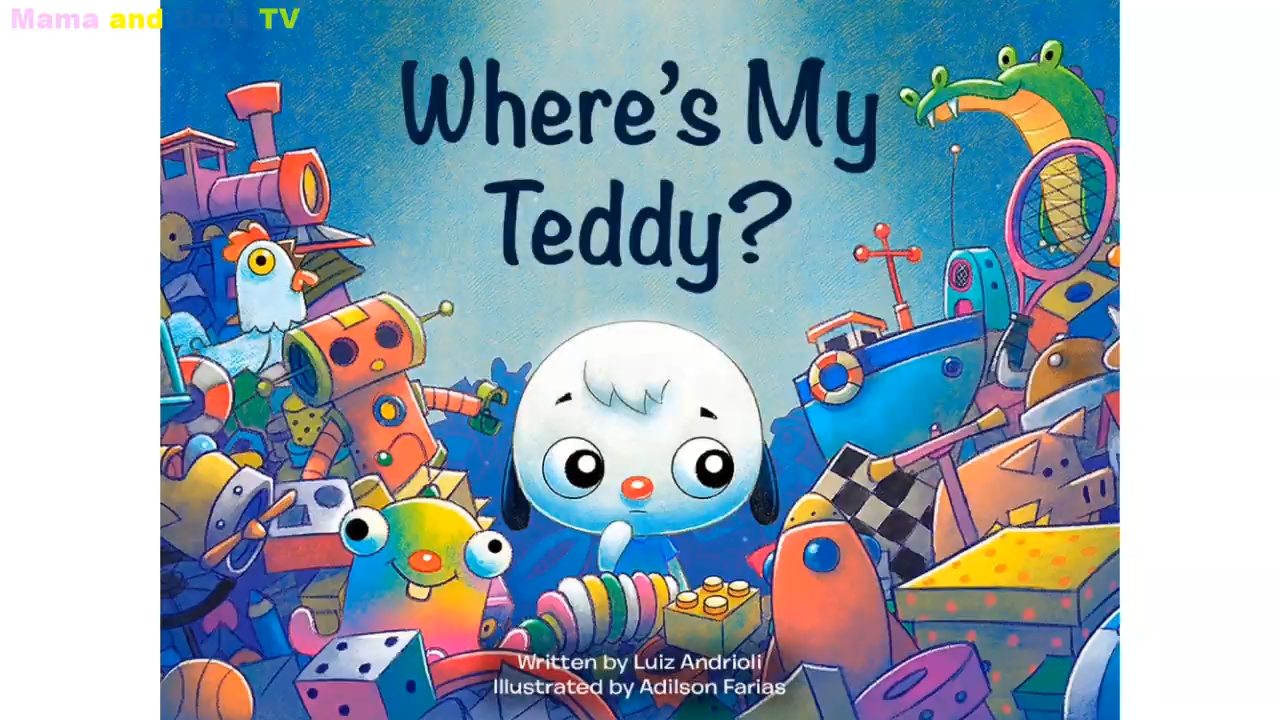 Mama and TV
Where's My
Teddy?
Written by Luiz Andrioli
Illustrated by Adilson Farias